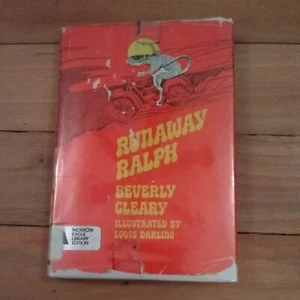 RUNAWAY
RALPH
BEVERLY
CLEARY
ILLUSTRATED BY
LOUIS DARLING
MORROW
EAGLE
LIBRARY
EDITION